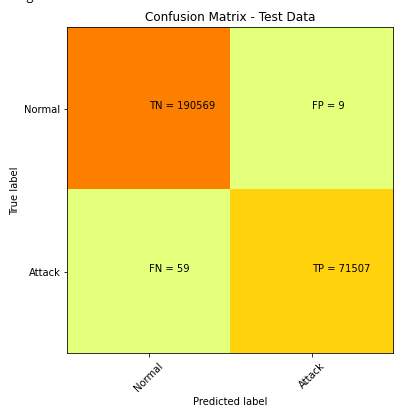 Confusion Matrix - Test Data
Normal
TN = 190569
FP = 9
True label
Attack
FN = 59
TP = 71507
Normal
Attack
Predicted label